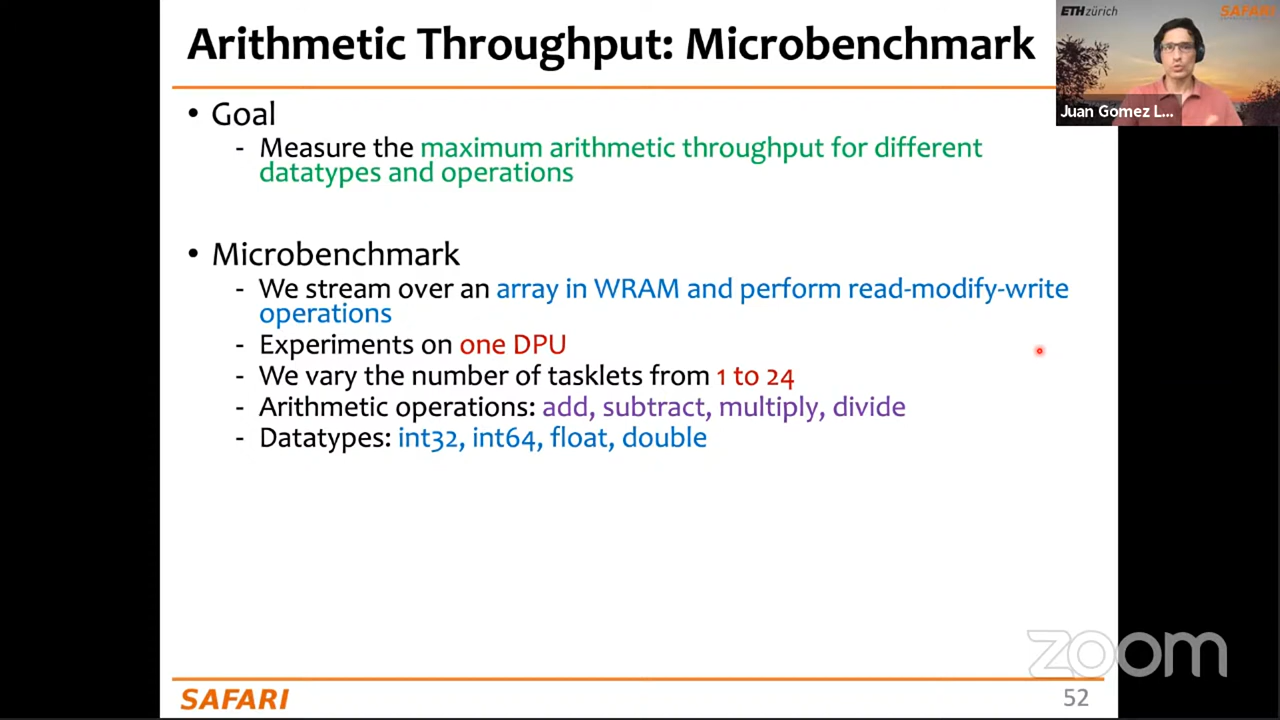 Arithmetic Throughput: Microbenchmark
ETHzürich
SAFARI
Juan Gomez L...
• Goal
- Measure the maximum arithmetic throughput for different
datatypes and operations
• Microbenchmark
- We stream over an array in WRAM and perform read-modify-write
operations
- Experiments on one DPU
- We vary the number of tasklets from 1 to 24
- Arithmetic operations: add, subtract, multiply, divide
- Datatypes: int32, int64, float, double
zoom
SAFARI
52